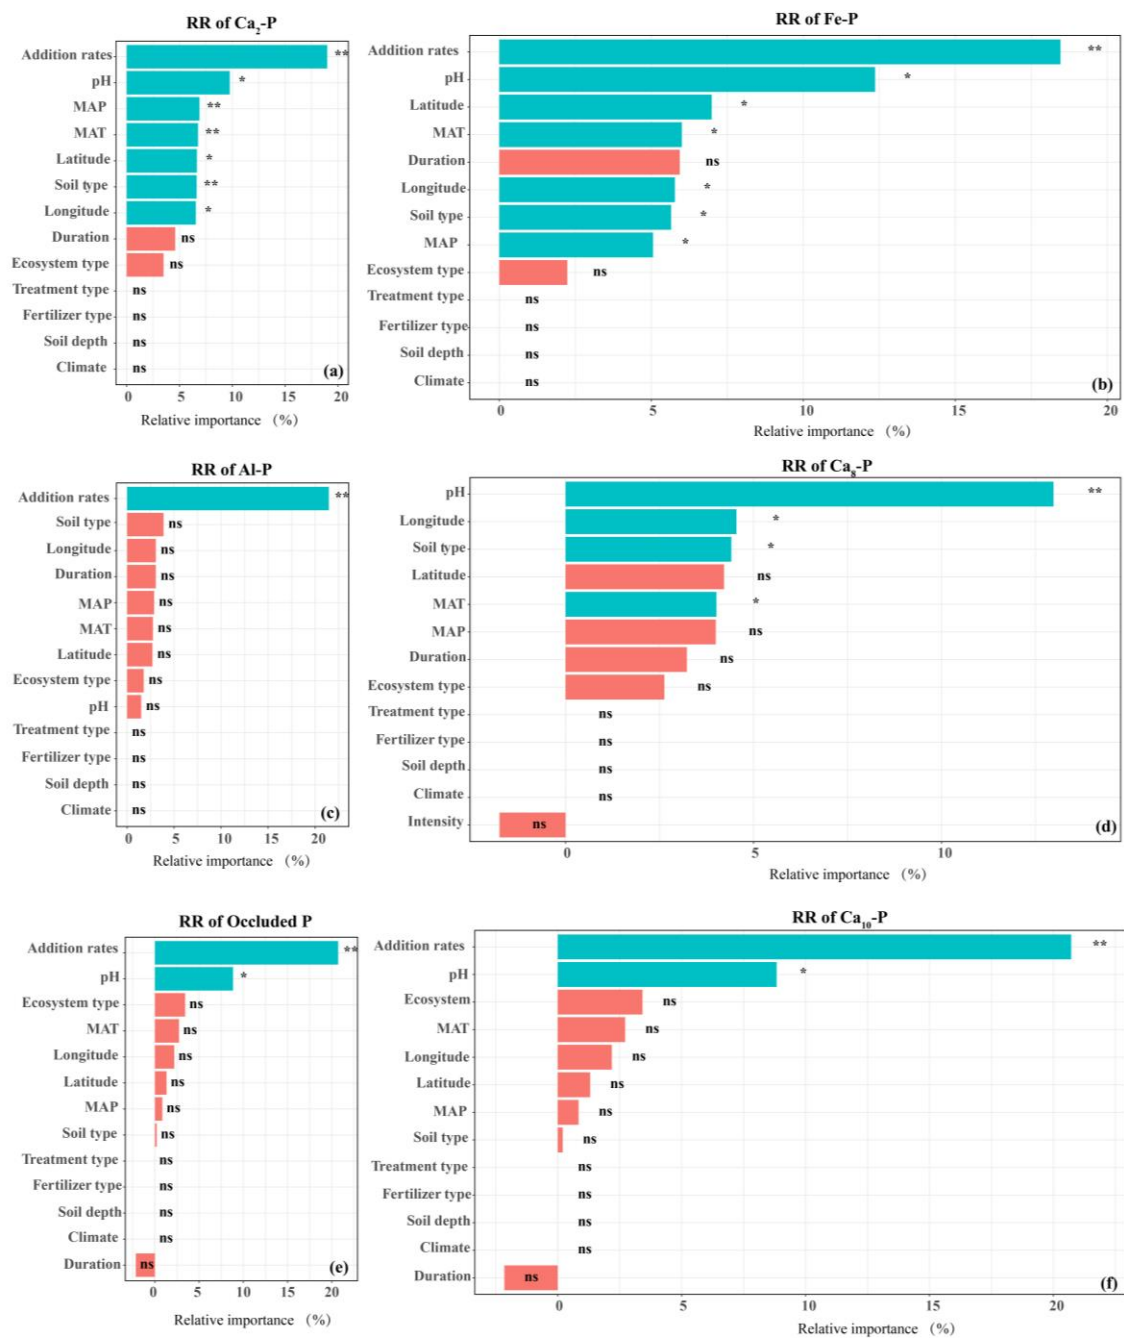 RR of Ca₂-P
Addition rates **
pH *
MAP **
MAT **
Latitude *
Soil type **
Longitude *
Duration ns
Ecosystem type ns
Treatment type ns
Fertilizer type ns
Soil depth ns
Climate ns
(a)
0 5 10 15 20
Relative importance (%)
RR of Fe-P
Addition rates **
pH *
Latitude *
MAT *
Duration ns
Longitude *
Soil type *
MAP *
Ecosystem type ns
Treatment type ns
Fertilizer type ns
Soil depth ns
Climate ns
(b)
0 5 10 15 20
Relative importance (%)
RR of Al-P
Addition rates **
Soil type ns
Longitude ns
Duration ns
MAP ns
MAT ns
Latitude ns
Ecosystem type ns
pH ns
Treatment type ns
Fertilizer type ns
Soil depth ns
Climate ns
(c)
0 5 10 15 20
Relative importance (%)
RR of Ca₈-P
pH **
Longitude *
Soil type *
Latitude ns
MAT *
MAP ns
Duration ns
Ecosystem type ns
Treatment type ns
Fertilizer type ns
Soil depth ns
Climate ns
Intensity ns
(d)
0 5 10
Relative importance (%)
RR of Occluded P
Addition rates **
pH *
Ecosystem type ns
MAT ns
Longitude ns
Latitude ns
MAP ns
Soil type ns
Treatment type ns
Fertilizer type ns
Soil depth ns
Climate ns
Duration ns
(e)
0 5 10 15 20
Relative importance (%)
RR of Ca₁₀-P
Addition rates **
pH *
Ecosystem ns
MAT ns
Longitude ns
Latitude ns
MAP ns
Soil type ns
Treatment type ns
Fertilizer type ns
Soil depth ns
Climate ns
Duration ns
(f)
0 5 10 15 20
Relative importance (%)